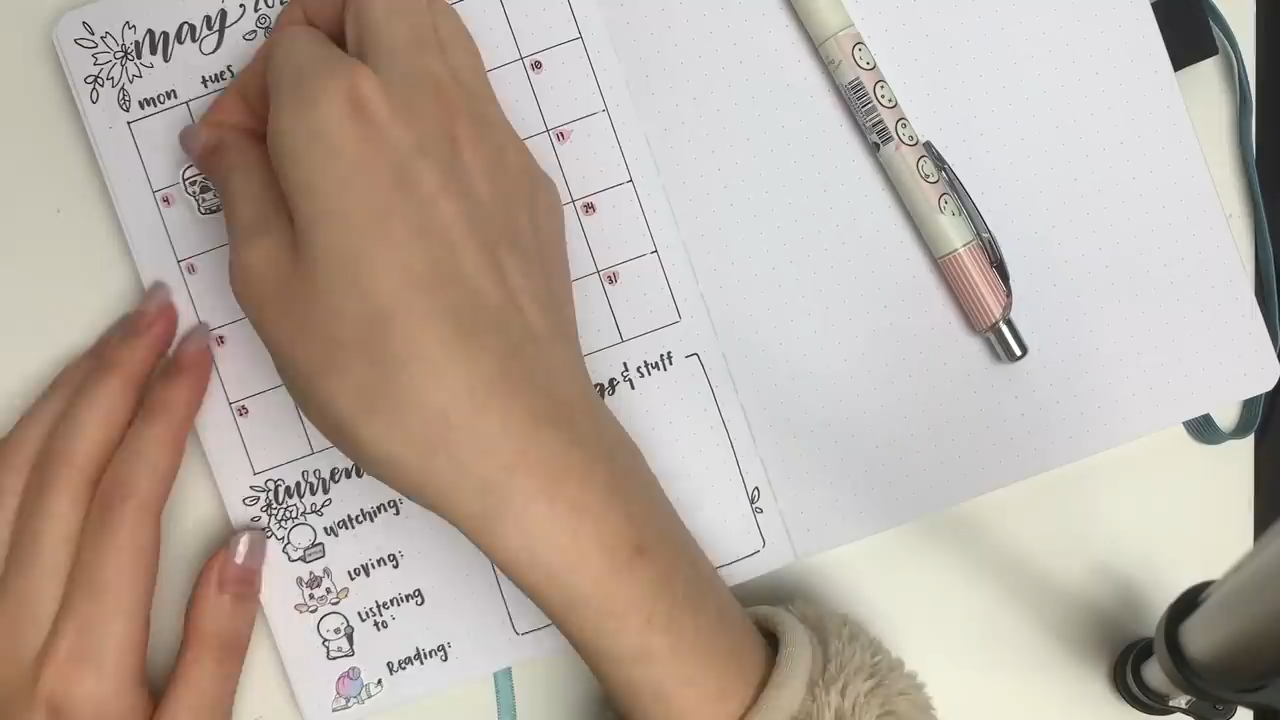 may
mon tues
10
4
11
24
31
18
25
& stuff
Watching:
Loving:
Listening
to:
Reading: